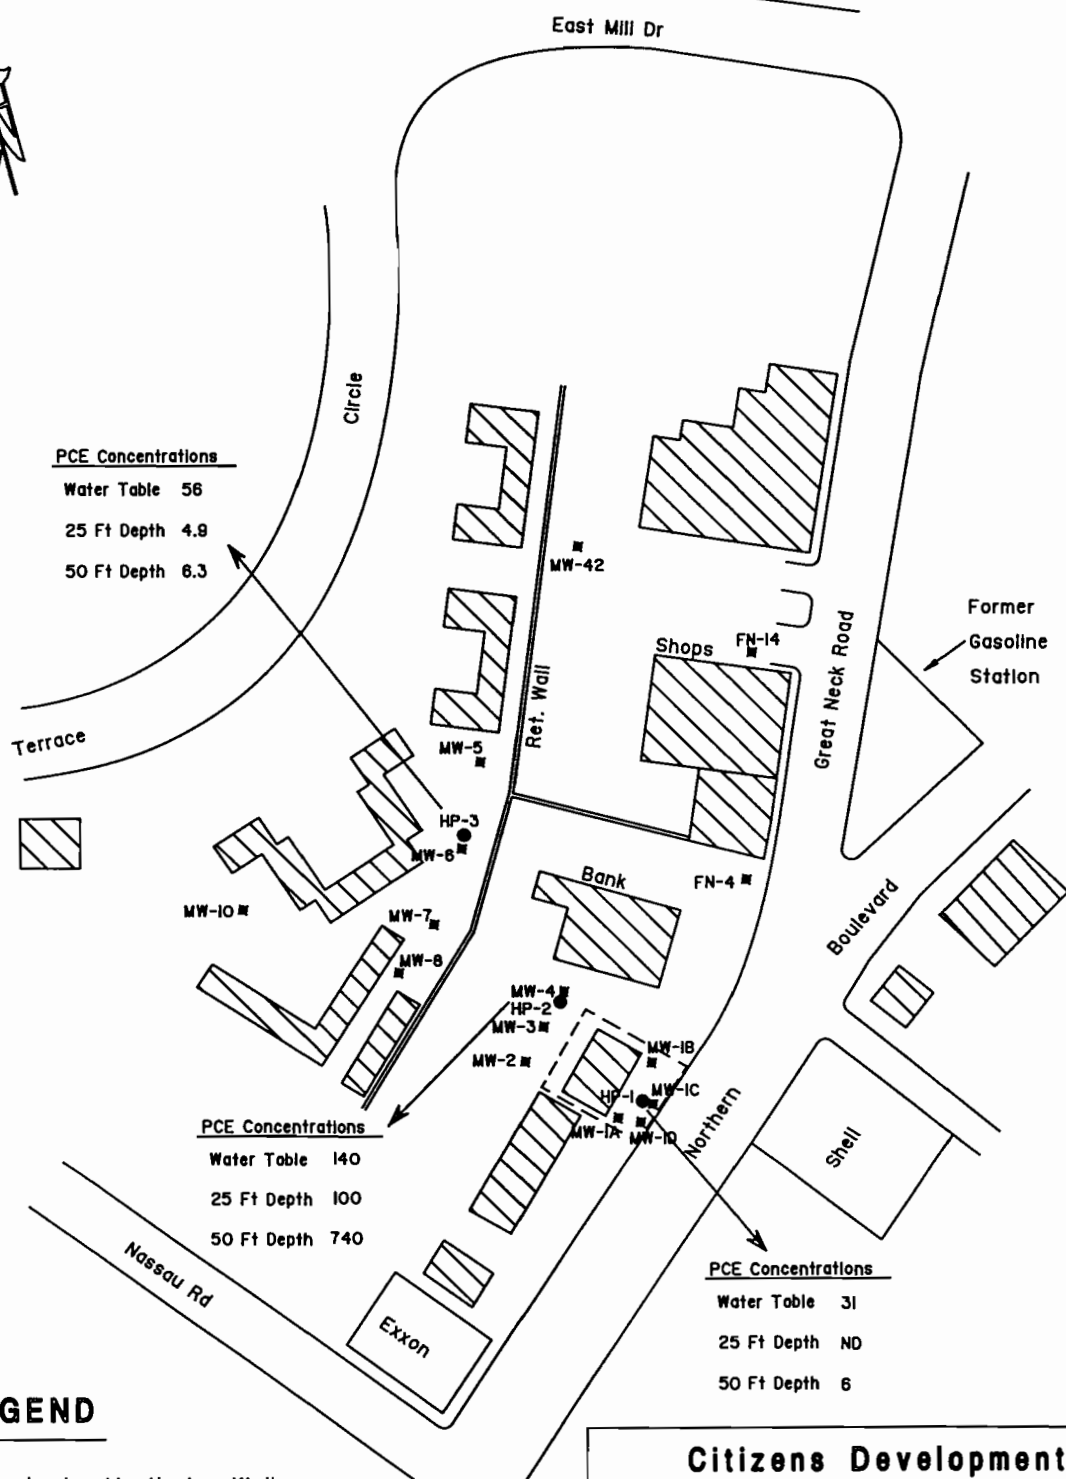 East Mill Dr
Circle
PCE Concentrations
Water Table 56
25 Ft Depth 4.9
50 Ft Depth 6.3
MW-42
Former
Gasoline
Station
FN-14
Shops
Great Neck Road
Ret. Wall
Terrace
MW-5
HP-3
MW-6
Bank
FN-4
MW-10
MW-7
Boulevard
MW-8
MW-4
HP-2
MW-3
MW-2
MW-1B
HP-1
MW-1C
MW-1A
MW-1D
Northern
Shell
PCE Concentrations
Water Table 140
25 Ft Depth 100
50 Ft Depth 740
Nassau Rd
Exxon
PCE Concentrations
Water Table 31
25 Ft Depth ND
50 Ft Depth 6
GEND
Citizens Development